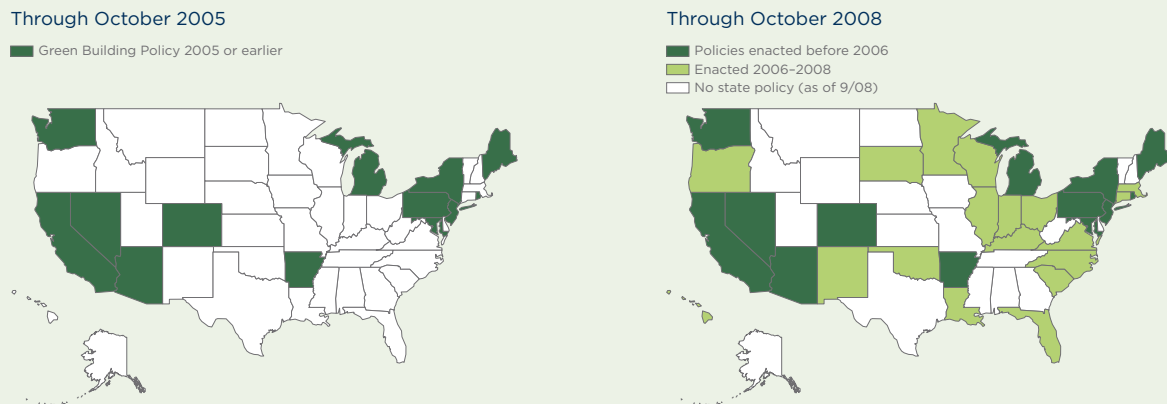 Through October 2005
Green Building Policy 2005 or earlier
Through October 2008
Policies enacted before 2006
Enacted 2006–2008
No state policy (as of 9/08)